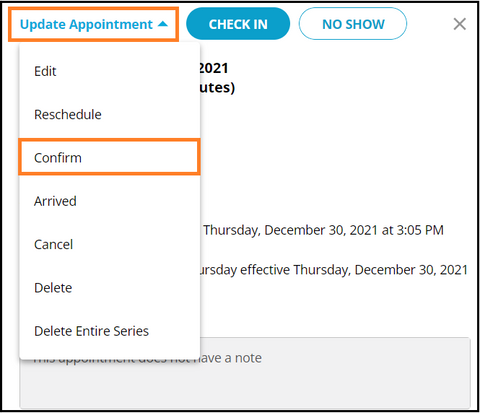 Update Appointment CHECK IN NO SHOW
2021
Edit
utes)
Reschedule
Confirm
Arrived
Thursday, December 30, 2021 at 3:05 PM
Cancel
ursday effective Thursday, December 30, 2021
Delete
Delete Entire Series
This appointment does not have a note